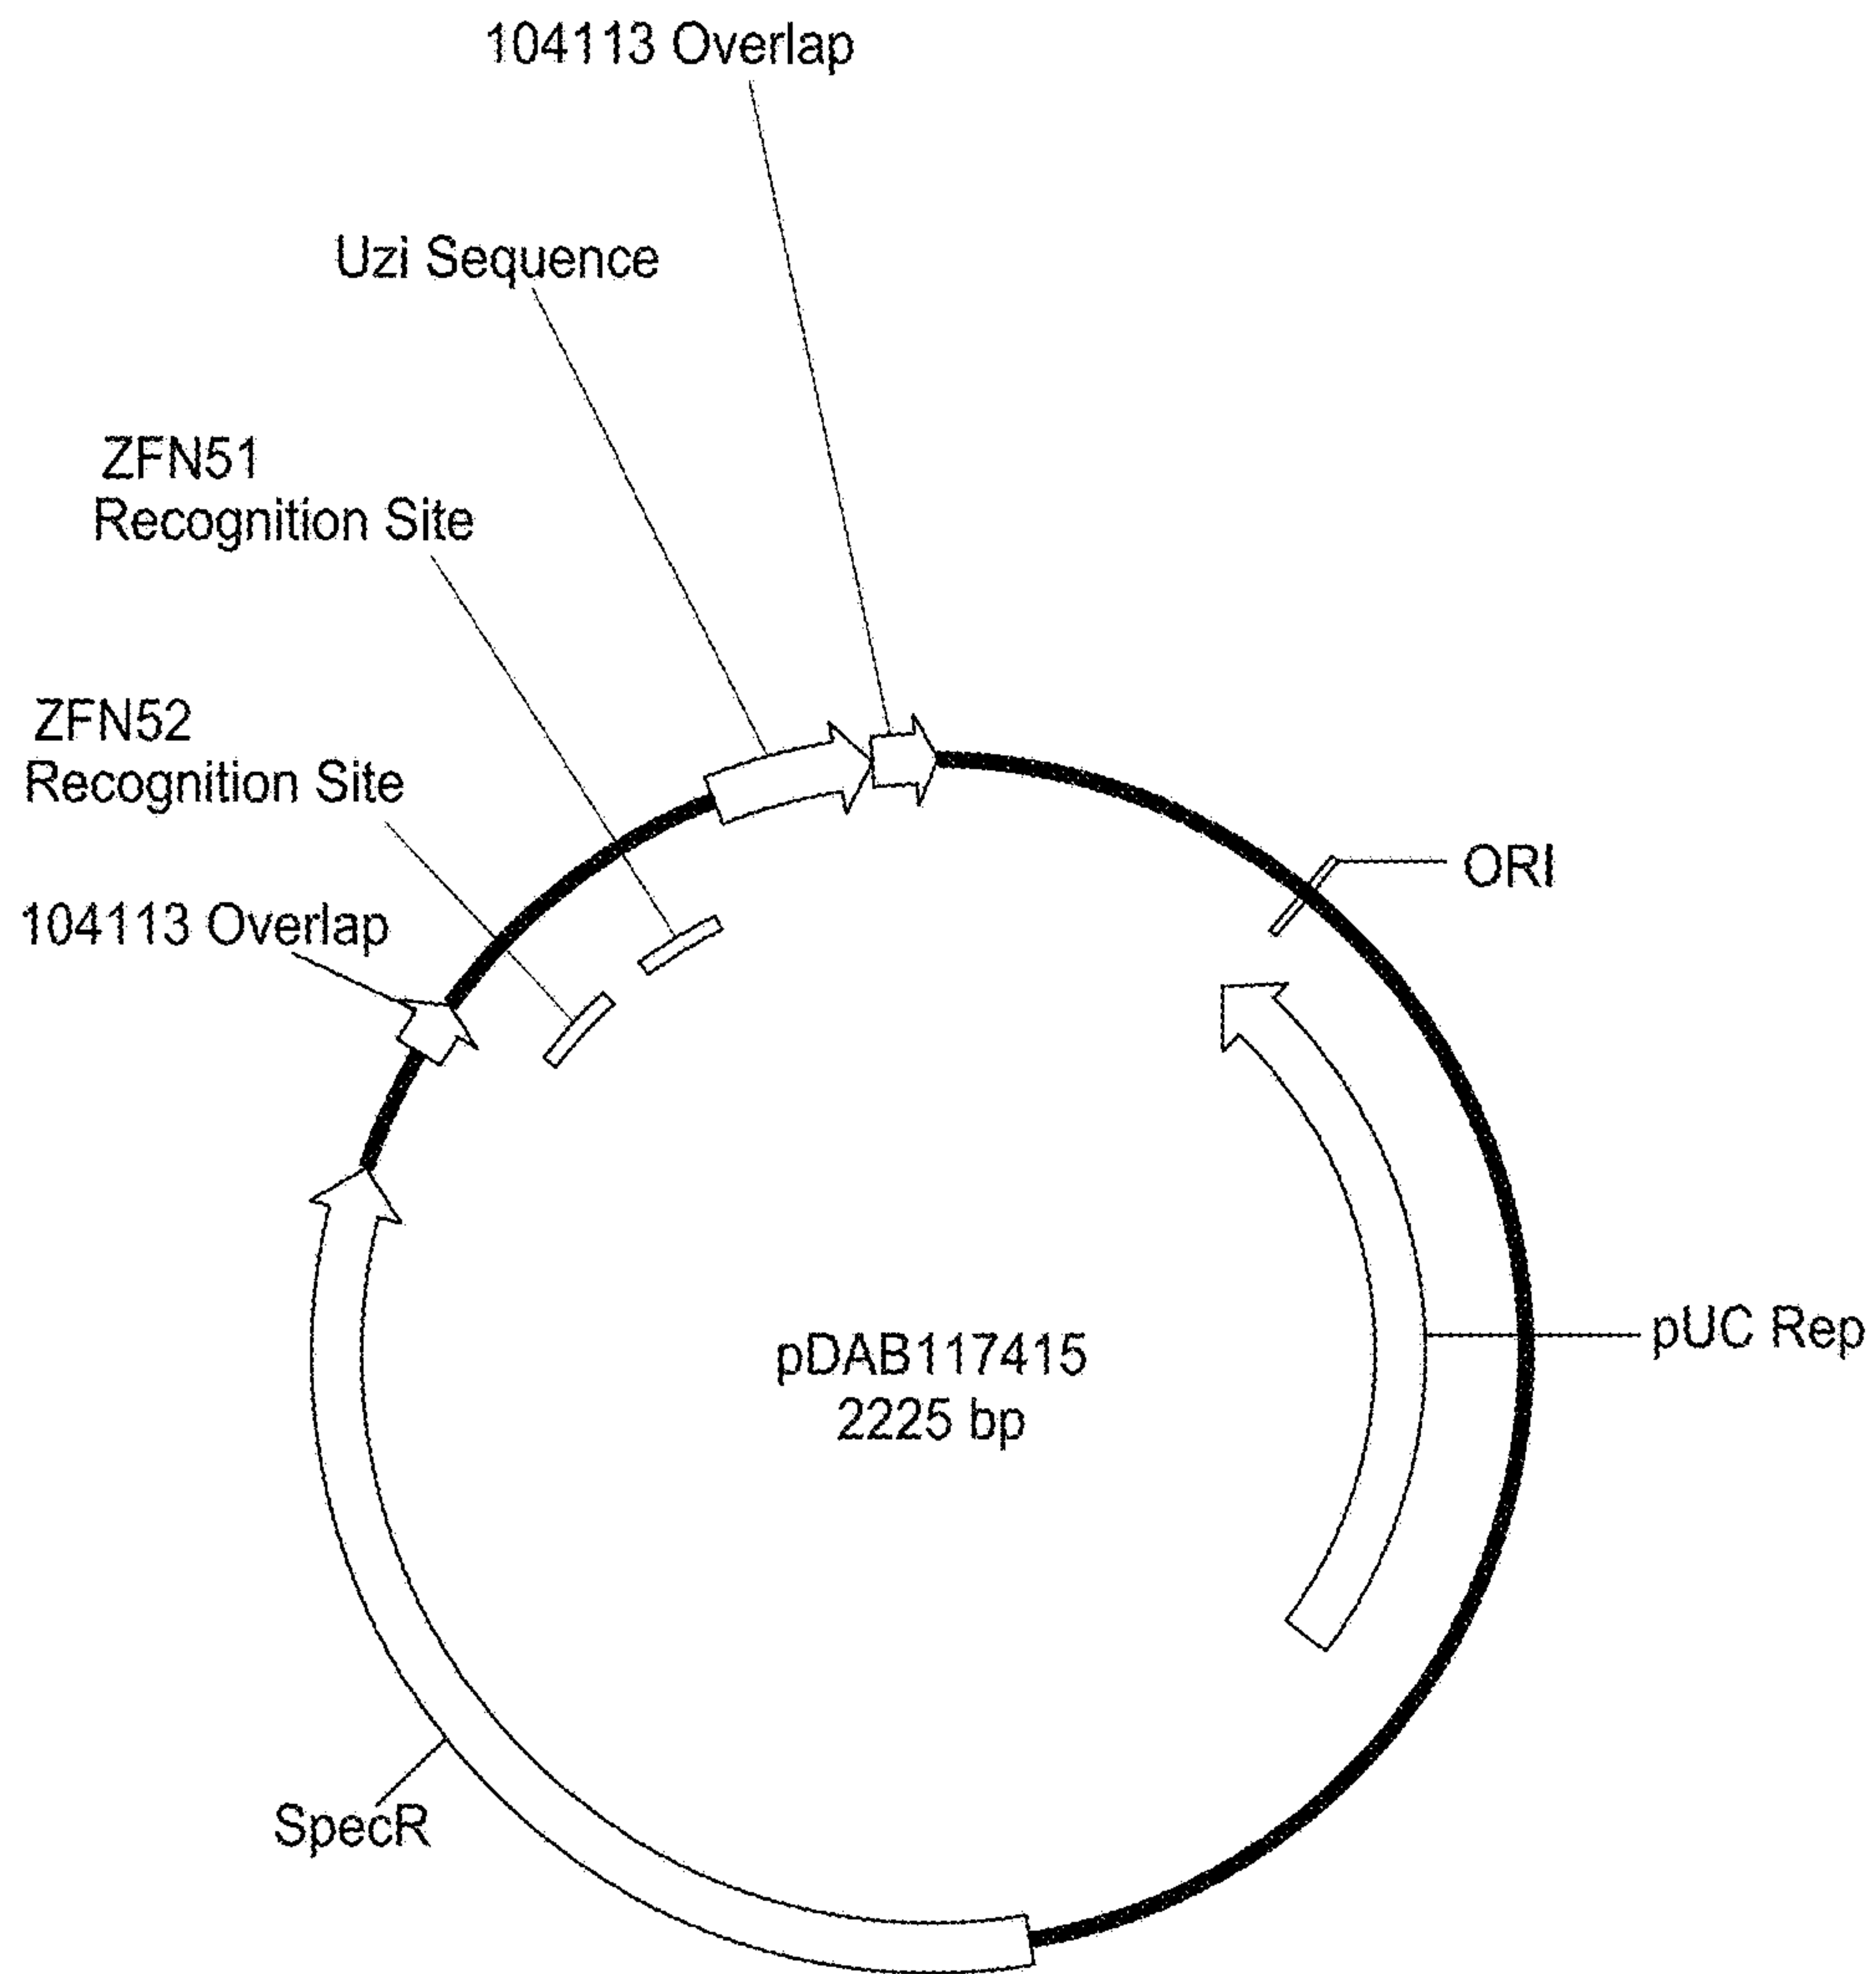 104113 Overlap
Uzi Sequence
ZFN51
Recognition Site
ZFN52
Recognition Site
ORI
104113 Overlap
pUC Rep
pDAB117415
2225 bp
SpecR